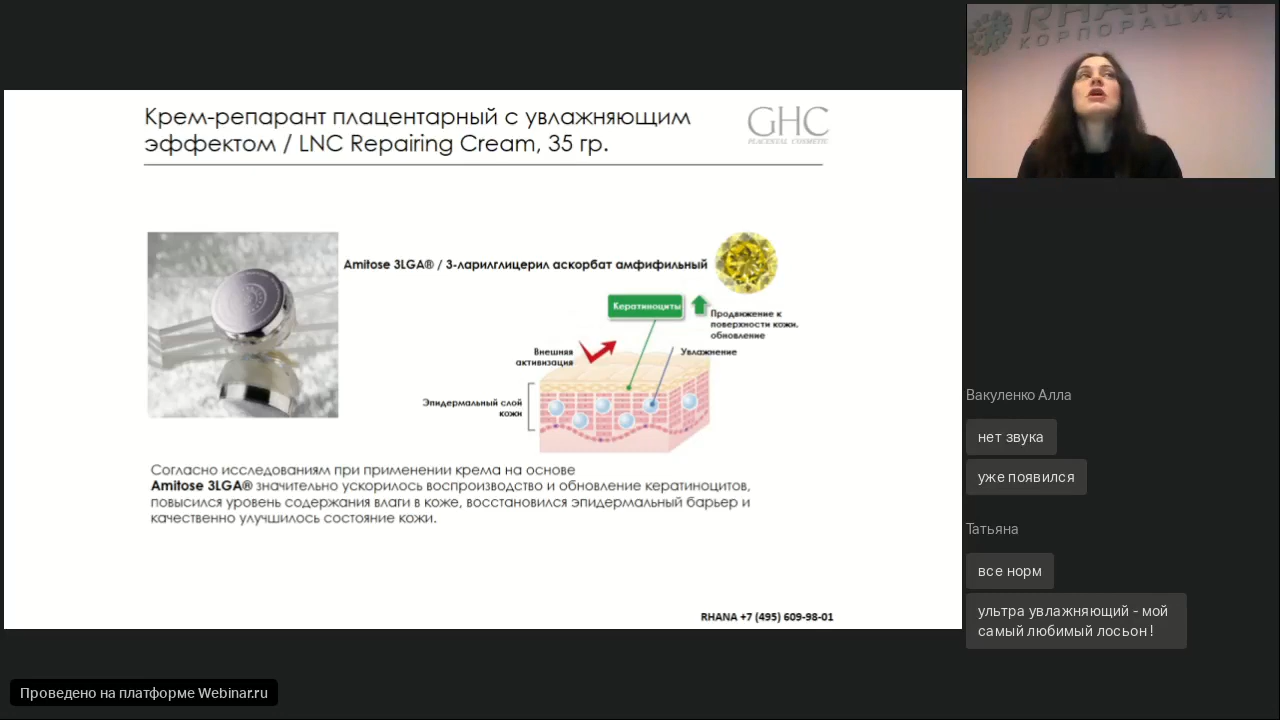 Крем-репарант плацентарный с увлажняющим
эффектом / LNC Repairing Cream, 35 гр.
GHC
PLACENTAL COSMETIC
Amitose 3LGA® / 3-ларилглицерил аскорбат амфифильный
Кератиноциты
Продвижение к
поверхности кожи,
обновление
Внешняя
активизация
Увлажнение
Эпидермальный слой
кожи
Согласно исследованиям при применении крема на основе
Amitose 3LGA® значительно ускорилось воспроизводство и обновление кератиноцитов,
повысился уровень содержания влаги в коже, восстановился эпидермальный барьер и
качественно улучшилось состояние кожи.
RHANA +7 (495) 609-98-01
КОРПОРАЦИЯ
Вакуленко Алла
нет звука
уже появился
Татьяна
все норм
ультра увлажняющий - мой
самый любимый лосьон !
Проведено на платформе Webinar.ru